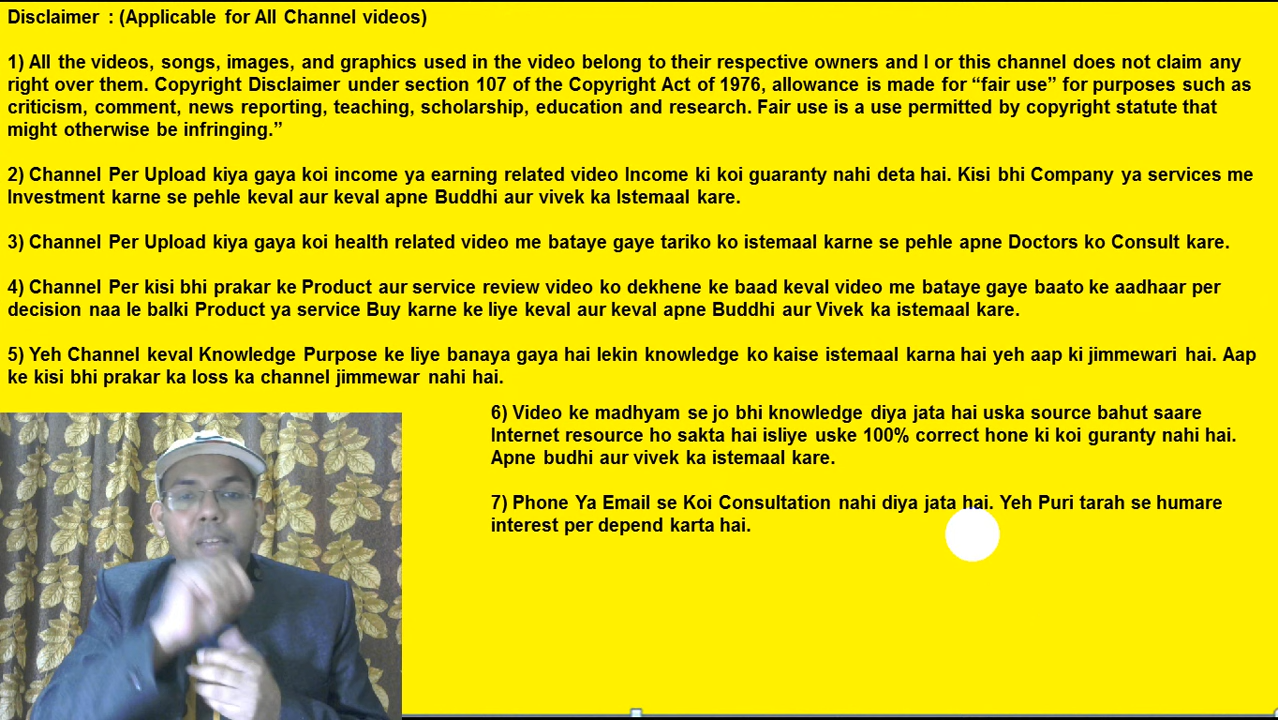 Disclaimer : (Applicable for All Channel videos)
1) All the videos, songs, images, and graphics used in the video belong to their respective owners and I or this channel does not claim any
right over them. Copyright Disclaimer under section 107 of the Copyright Act of 1976, allowance is made for “fair use” for purposes such as
criticism, comment, news reporting, teaching, scholarship, education and research. Fair use is a use permitted by copyright statute that
might otherwise be infringing.”
2) Channel Per Upload kiya gaya koi income ya earning related video Income ki koi guaranty nahi deta hai. Kisi bhi Company ya services me
Investment karne se pehle keval aur keval apne Buddhi aur vivek ka Istemaal kare.
3) Channel Per Upload kiya gaya koi health related video me bataye gaye tariko ko istemaal karne se pehle apne Doctors ko Consult kare.
4) Channel Per kisi bhi prakar ke Product aur service review video ko dekhene ke baad keval video me bataye gaye baato ke aadhaar per
decision naa le balki Product ya service Buy karne ke liye keval aur keval apne Buddhi aur Vivek ka istemaal kare.
5) Yeh Channel keval Knowledge Purpose ke liye banaya gaya hai lekin knowledge ko kaise istemaal karna hai yeh aap ki jimmewari hai. Aap
ke kisi bhi prakar ka loss ka channel jimmewar nahi hai.
6) Video ke madhyam se jo bhi knowledge diya jata hai uska source bahut saare
Internet resource ho sakta hai isliye uske 100% correct hone ki koi guranty nahi hai.
Apne budhi aur vivek ka istemaal kare.
7) Phone Ya Email se Koi Consultation nahi diya jata hai. Yeh Puri tarah se humare
interest per depend karta hai.